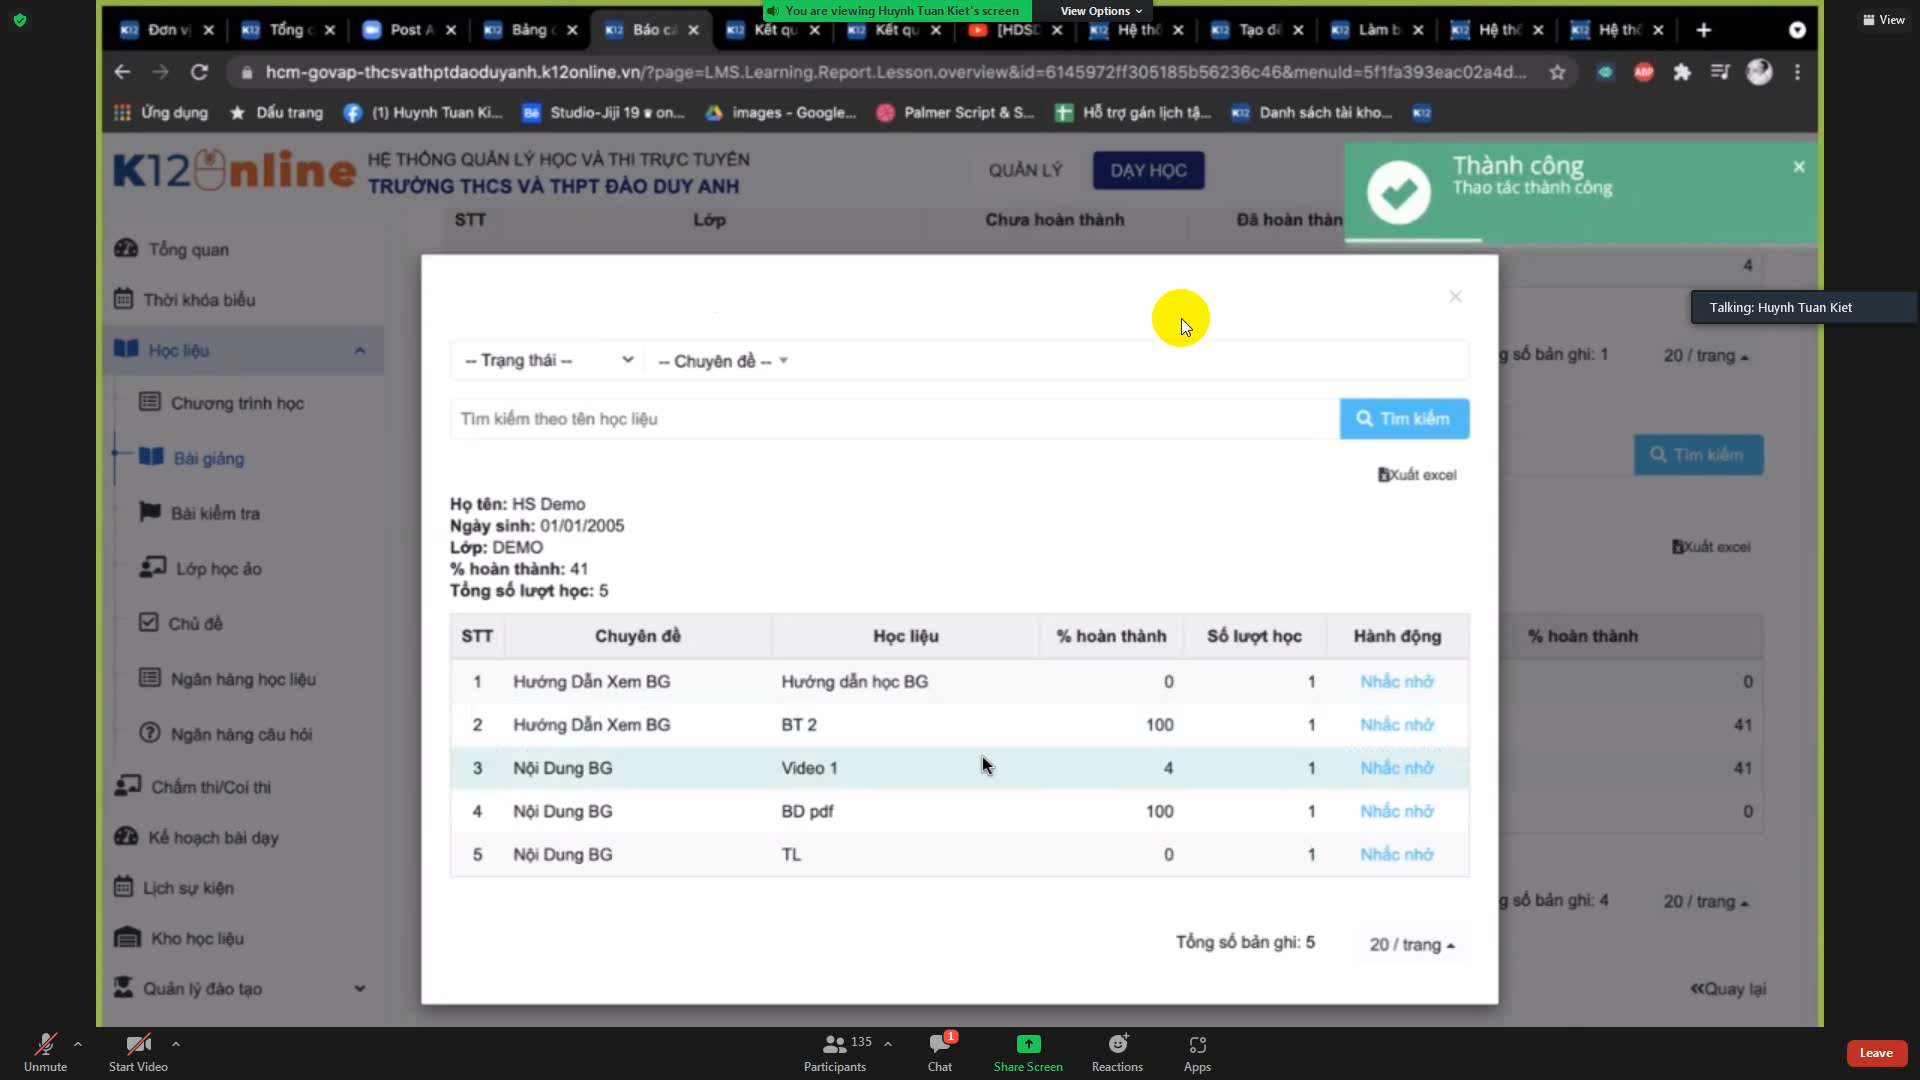 You are viewing Huynh Tuan Kiet's screen
View Options
View
Đơn vị
Tổng c
Post A
Bảng c
Báo cá
Kết qu
Kết qu
[HDSD
Hệ thố
Tạo đề
Làm b
Hệ thố
Hệ thố
hcm-govap-thcsvathptdaoduyanh.k12online.vn/?page=LMS.Learning.Report.Lesson.overview&id=6145972ff305185b56236c46&menuId=5f1fa393eac02a4d...
ABP
Ứng dụng
Dấu trang
(1) Huynh Tuan Ki...
Studio-Jiji 19 on...
images - Google...
Palmer Script & S...
Hỗ trợ gán lịch tậ...
Danh sách tài kho...
K12Online
HỆ THỐNG QUẢN LÝ HỌC VÀ THI TRỰC TUYẾN
TRƯỜNG THCS VÀ THPT ĐÀO DUY ANH
QUẢN LÝ
DẠY HỌC
Thành công
Thao tác thành công
STT
Lớp
Chưa hoàn thành
Đã hoàn thàn
4
Talking: Huynh Tuan Kiet
Tổng quan
Thời khóa biểu
Học liệu
Chương trình học
Bài giảng
Bài kiểm tra
Lớp học ảo
Chủ đề
Ngân hàng học liệu
Ngân hàng câu hỏi
Chấm thi/Coi thi
Kế hoạch bài dạy
Lịch sự kiện
Kho học liệu
Quản lý đào tạo
-- Trạng thái --
-- Chuyên đề --
Tìm kiếm theo tên học liệu
Tìm kiếm
Xuất excel
Họ tên: HS Demo
Ngày sinh: 01/01/2005
Lớp: DEMO
% hoàn thành: 41
Tổng số lượt học: 5
STT Chuyên đề Học liệu % hoàn thành Số lượt học Hành động
1 Hướng Dẫn Xem BG Hướng dẫn học BG 0 1 Nhắc nhở
2 Hướng Dẫn Xem BG BT 2 100 1 Nhắc nhở
3 Nội Dung BG Video 1 4 1 Nhắc nhở
4 Nội Dung BG BD pdf 100 1 Nhắc nhở
5 Nội Dung BG TL 0 1 Nhắc nhở
Tổng số bản ghi: 5
20 / trang
g số bản ghi: 1
20 / trang
Tìm kiếm
Xuất excel
% hoàn thành
0
41
41
0
g số bản ghi: 4
20 / trang
Quay lại
Unmute
Start Video
135
Participants
1
Chat
Share Screen
Reactions
Apps
Leave